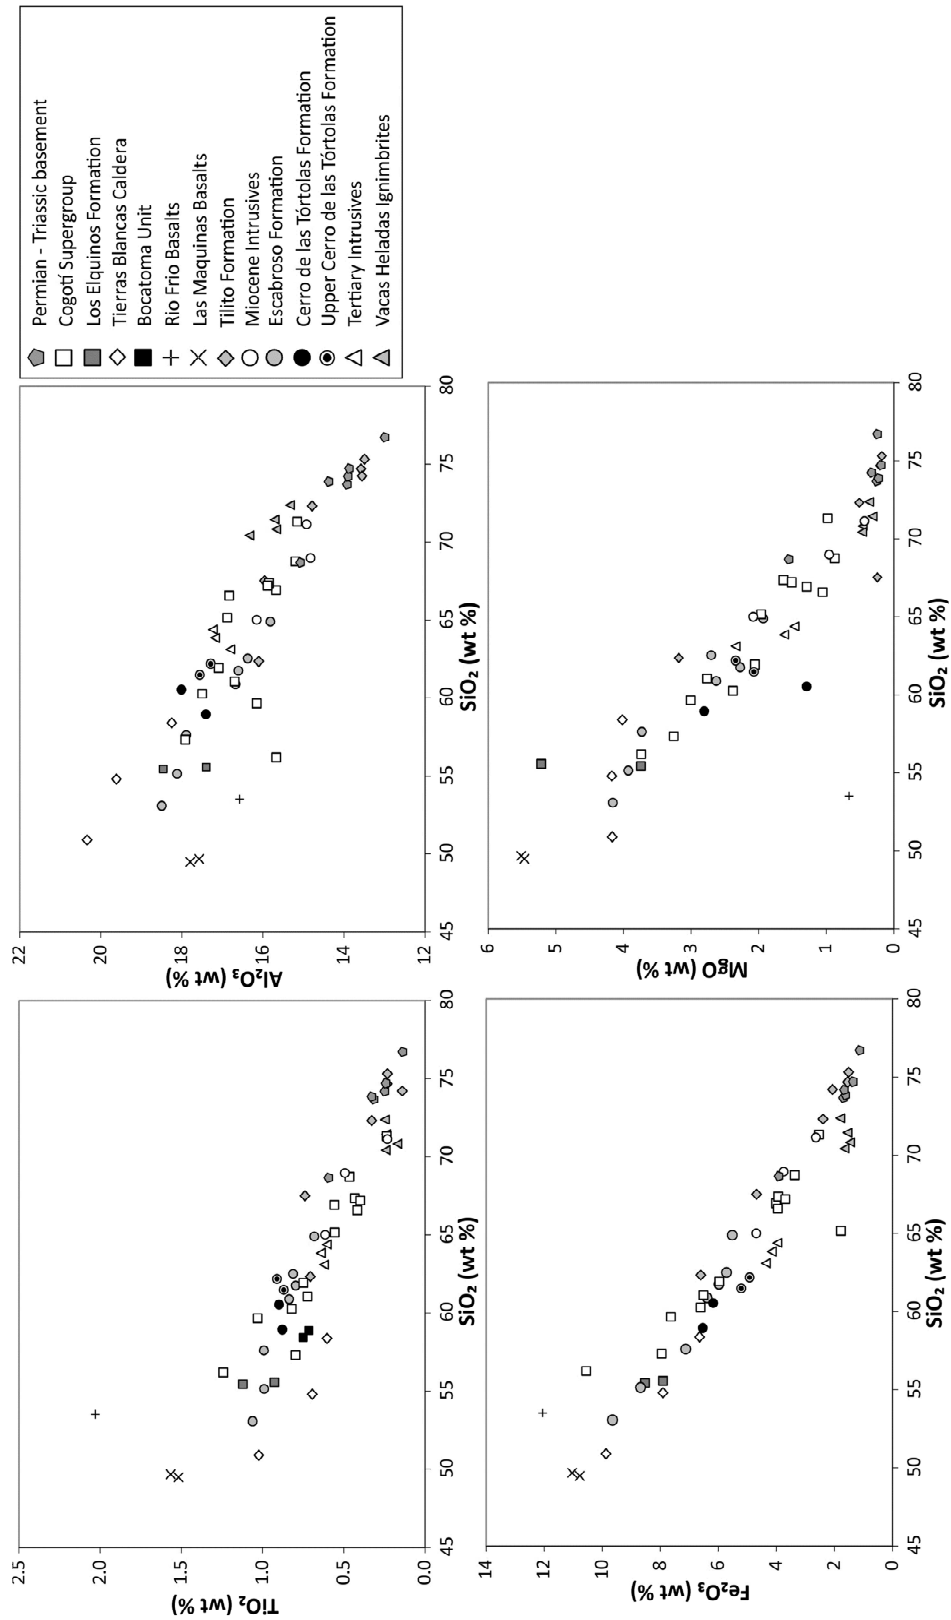 2.5
2.0
1.5
1.0
0.5
0.0
TiO₂ (wt %)
45
50
55
60
65
70
75
80
SiO₂ (wt %)
22
20
18
16
14
12
Al₂O₃ (wt %)
45
50
55
60
65
70
75
80
SiO₂ (wt %)
Permian - Triassic basement
Cogotí Supergroup
Los Elquinos Formation
Tierras Blancas Caldera
Bocatoma Unit
Rio Frio Basalts
Las Maquinas Basalts
Tilito Formation
Miocene Intrusives
Escabroso Formation
Cerro de las Tórtolas Formation
Upper Cerro de las Tórtolas Formation
Tertiary Intrusives
Vacas Heladas Ignimbrites
14
12
10
8
6
4
2
0
Fe₂O₃ (wt %)
45
50
55
60
65
70
75
80
SiO₂ (wt %)
6
5
4
3
2
1
0
MgO (wt %)
45
50
55
60
65
70
75
80
SiO₂ (wt %)